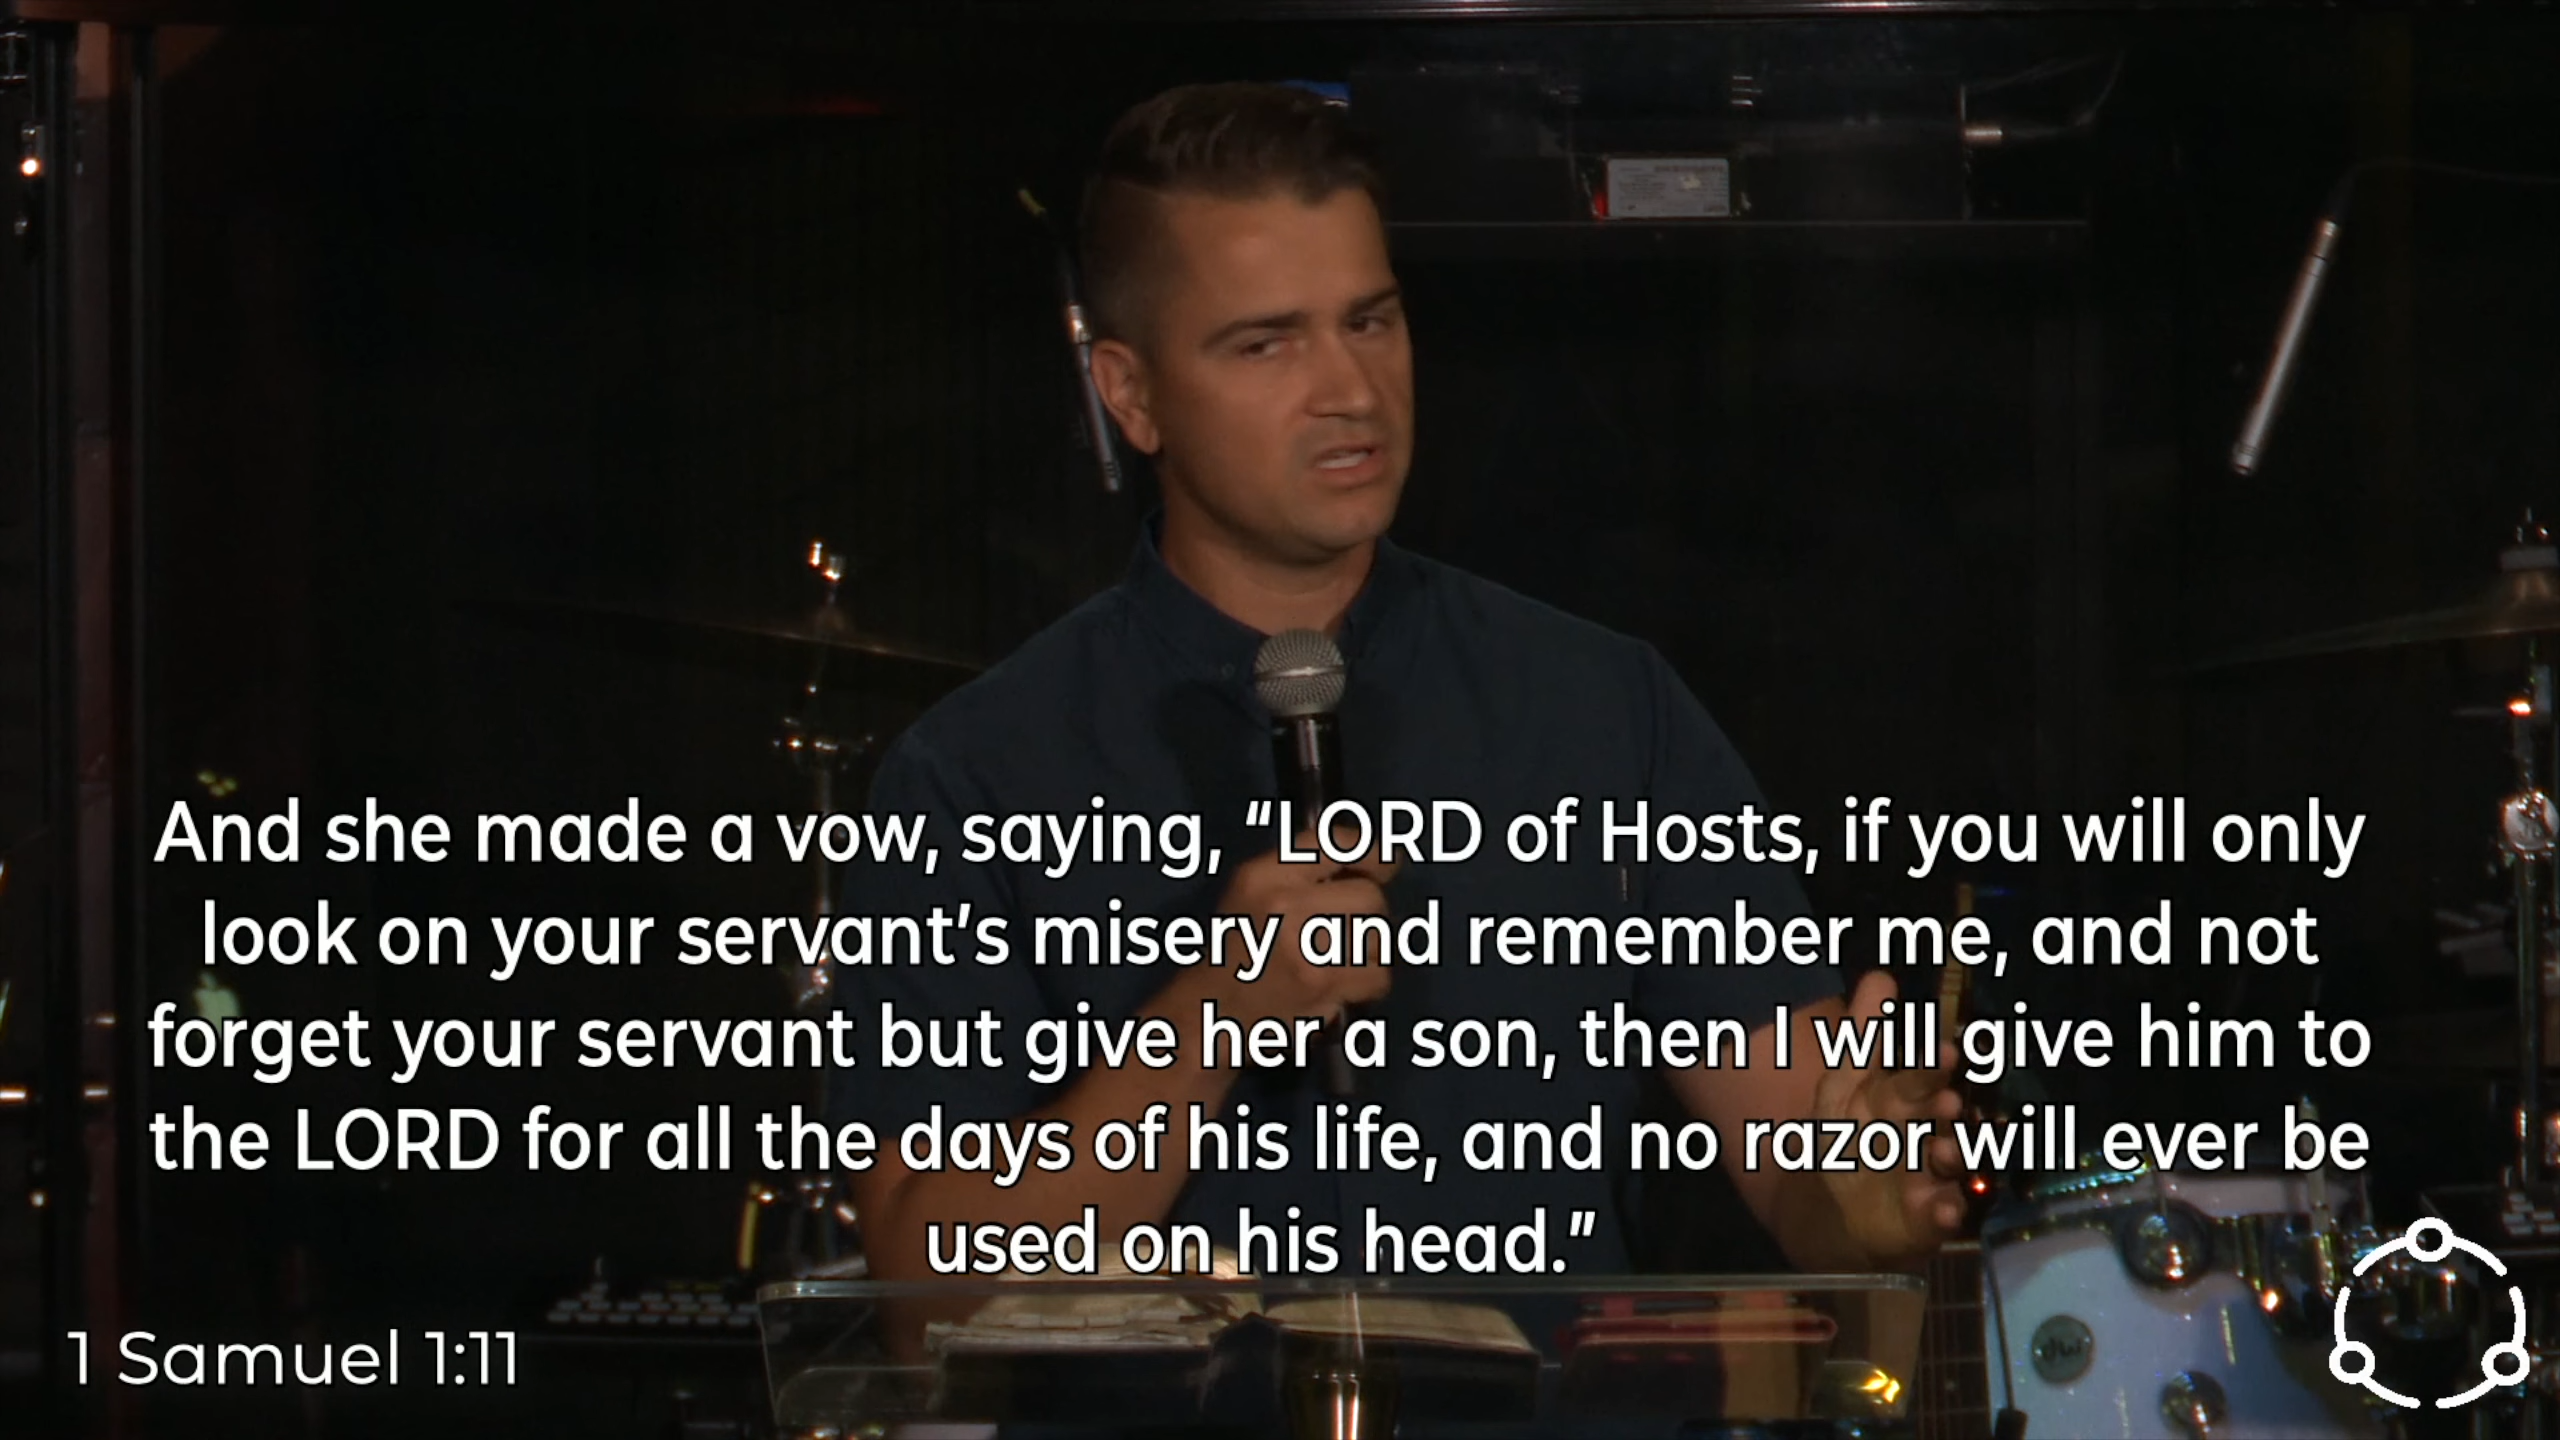 And she made a vow, saying, “LORD of Hosts, if you will only
look on your servant’s misery and remember me, and not
forget your servant but give her a son, then I will give him to
the LORD for all the days of his life, and no razor will ever be
used on his head.”
1 Samuel 1:11
dw